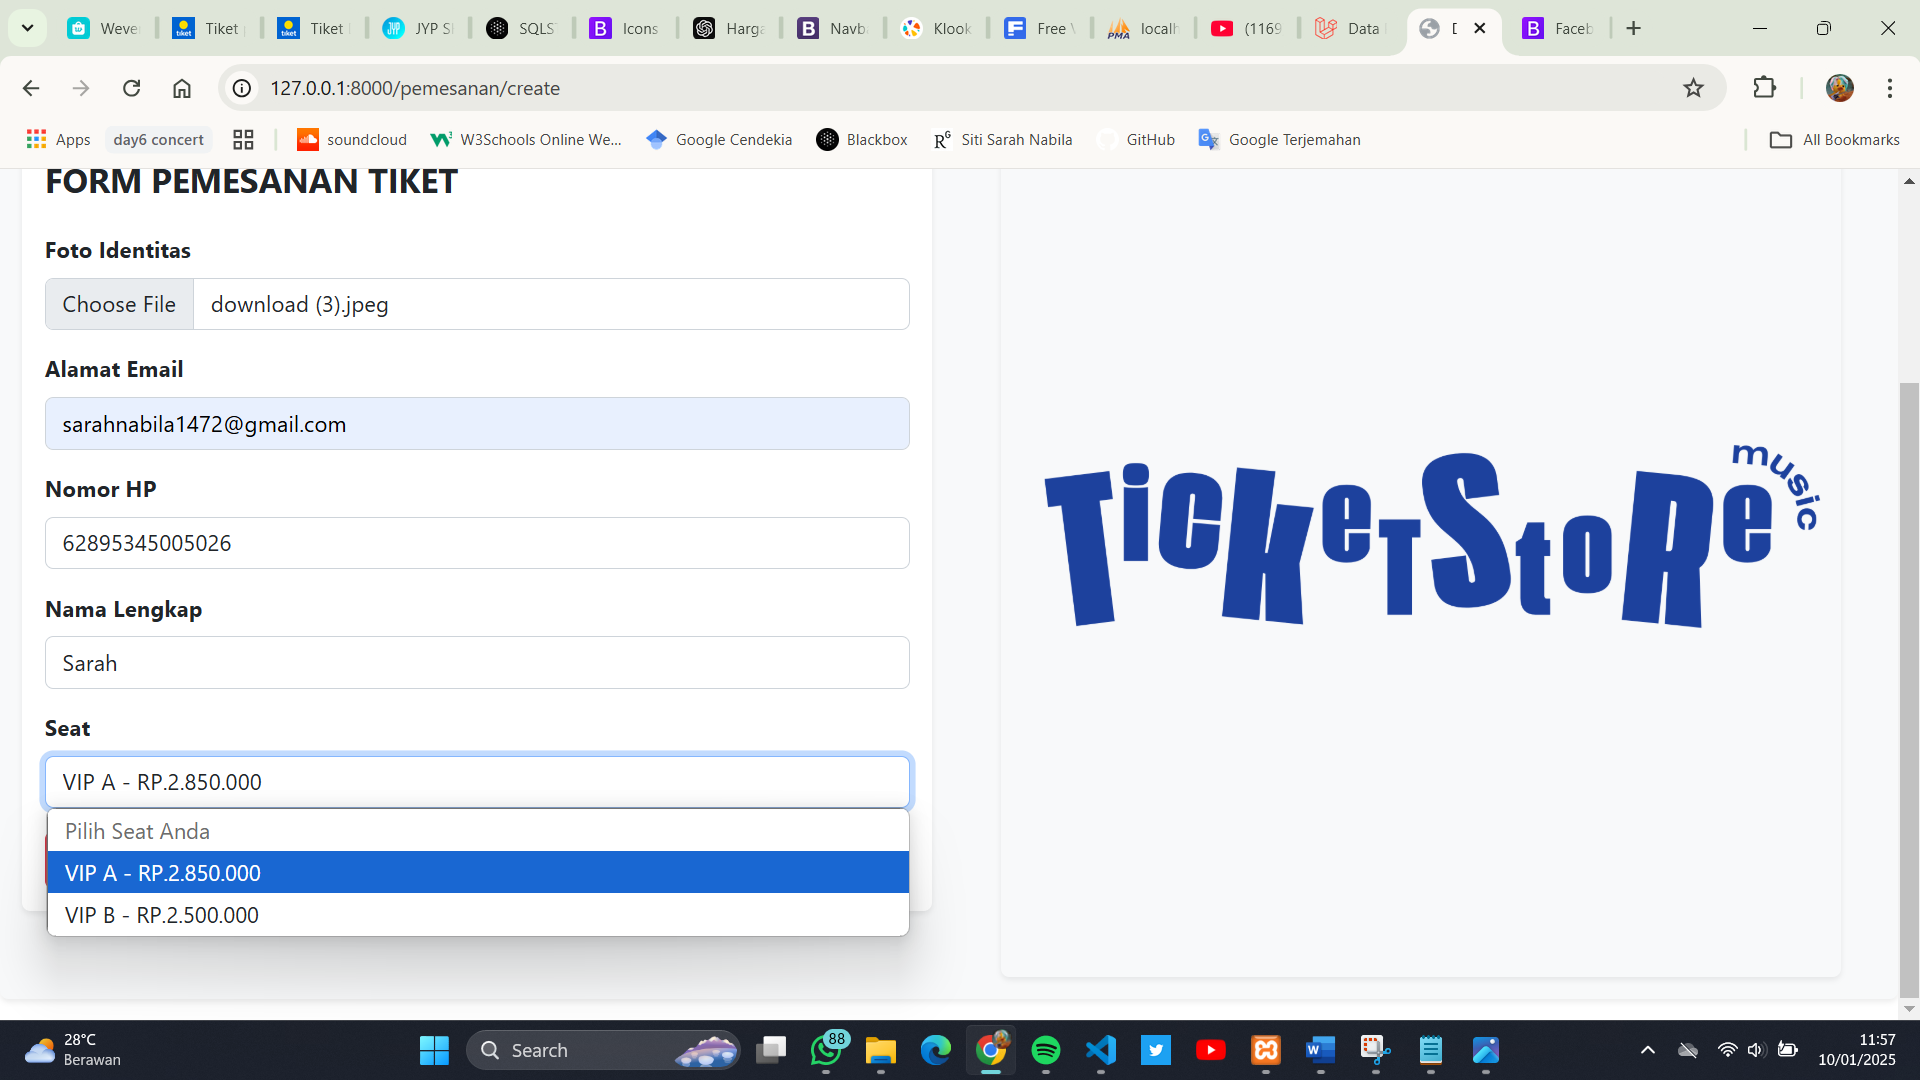 Weve
Tiket
Tiket
JYP S
SQLS
Icons
Harga
Navb
Klook
Free
localh
(1169
Data
Faceb
127.0.0.1:8000/pemesanan/create
Apps
day6 concert
soundcloud
W3Schools Online We...
Google Cendekia
Blackbox
Siti Sarah Nabila
GitHub
Google Terjemahan
All Bookmarks
FORM PEMESANAN TIKET
Foto Identitas
Choose File download (3).jpeg
Alamat Email
sarahnabila1472@gmail.com
Nomor HP
62895345005026
Nama Lengkap
Sarah
Seat
VIP A - RP.2.850.000
Pilih Seat Anda
VIP A - RP.2.850.000
VIP B - RP.2.500.000
TicKeTStoRe music
28°C
Berawan
Search
88
11:57
10/01/2025